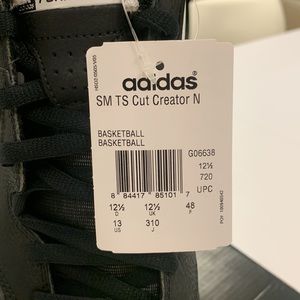 adidas
SM TS Cut Creator N
BASKETBALL
BASKETBALL
G06638
12½
720
UPC
8 84417 85101 7
12½ 12½ 48
D UK F
13 310
US J